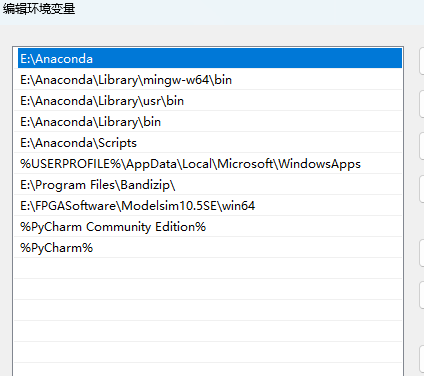 编辑环境变量
E:\Anaconda
E:\Anaconda\Library\mingw-w64\bin
E:\Anaconda\Library\usr\bin
E:\Anaconda\Library\bin
E:\Anaconda\Scripts
%USERPROFILE%\AppData\Local\Microsoft\WindowsApps
E:\Program Files\Bandizip\
E:\FPGASoftware\Modelsim10.5SE\win64
%PyCharm Community Edition%
%PyCharm%